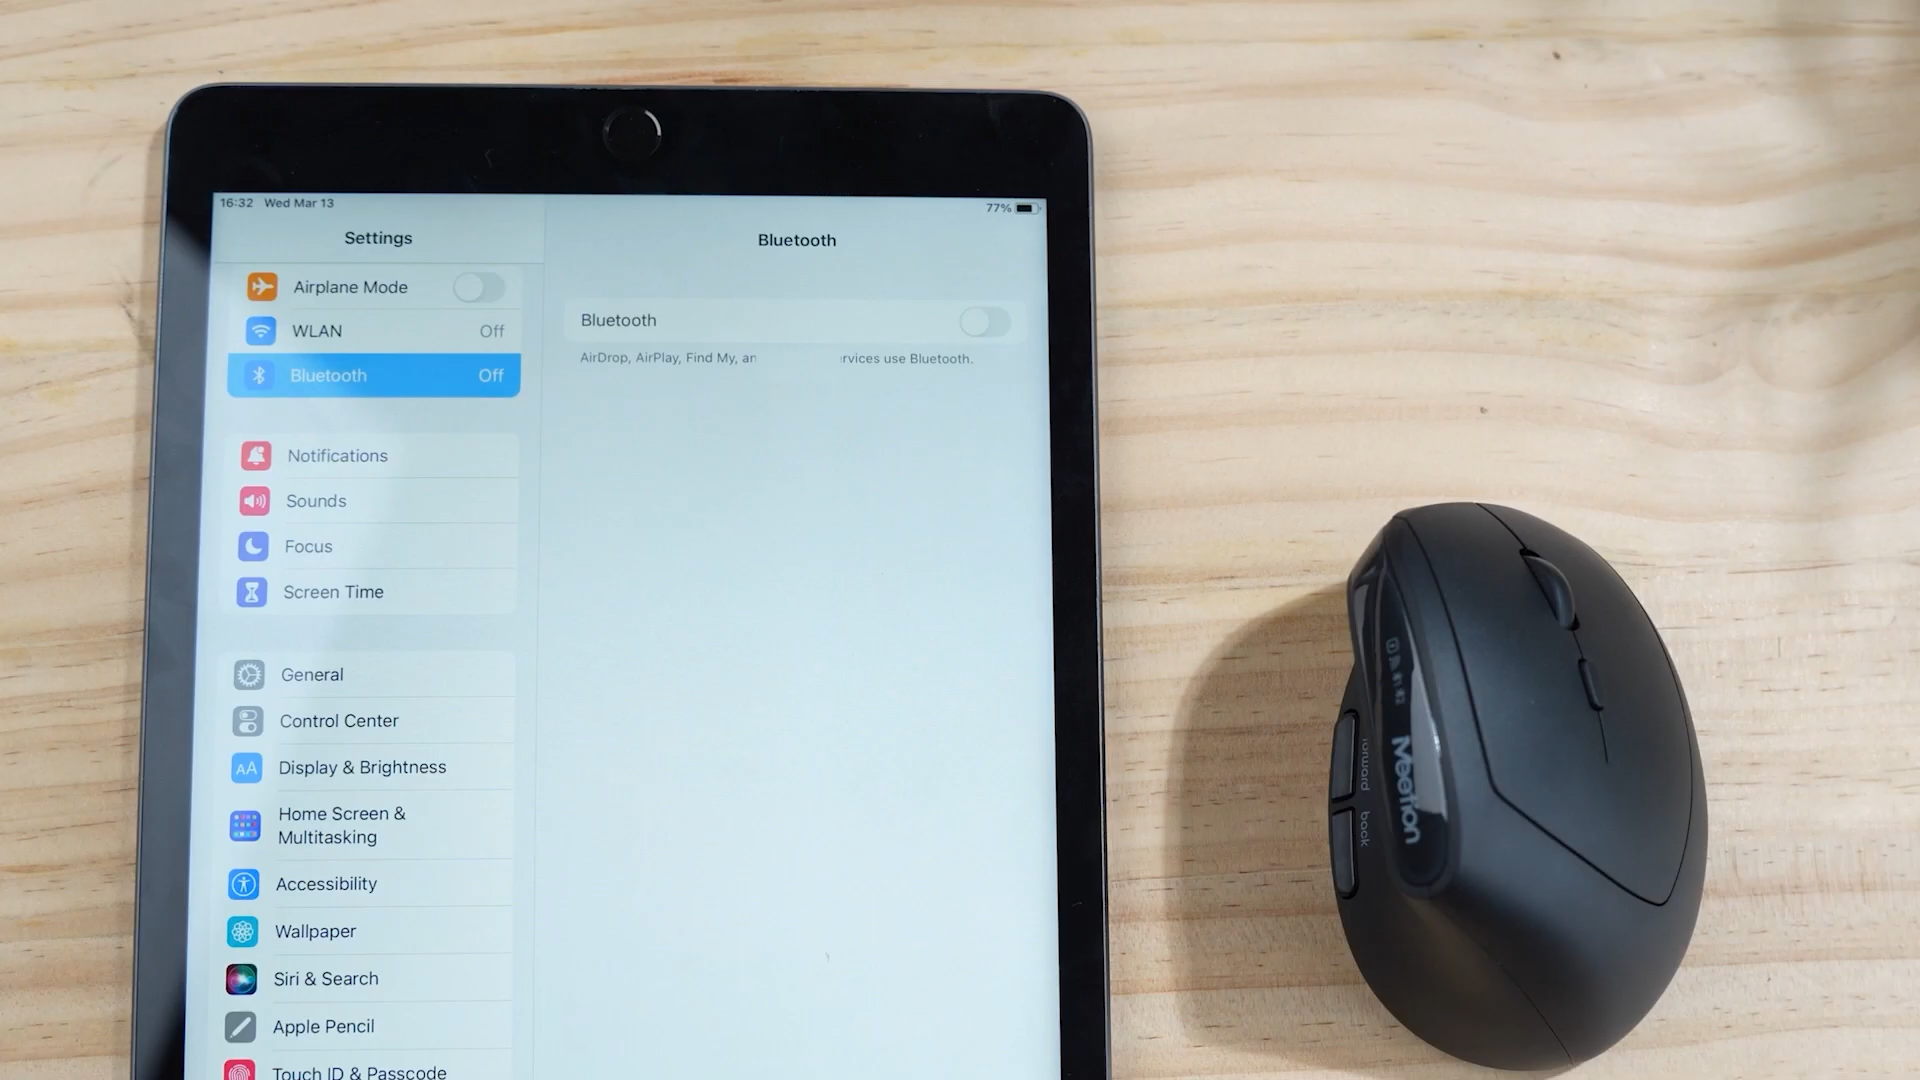 16:32 Wed Mar 13
77%
Settings
Airplane Mode
WLAN Off
Bluetooth Off
Notifications
Sounds
Focus
Screen Time
General
Control Center
Display & Brightness
Home Screen &
Multitasking
Accessibility
Wallpaper
Siri & Search
Apple Pencil
Touch ID & Passcode
Bluetooth
Bluetooth
AirDrop, AirPlay, Find My, an rvices use Bluetooth.
Meetion
forward
back